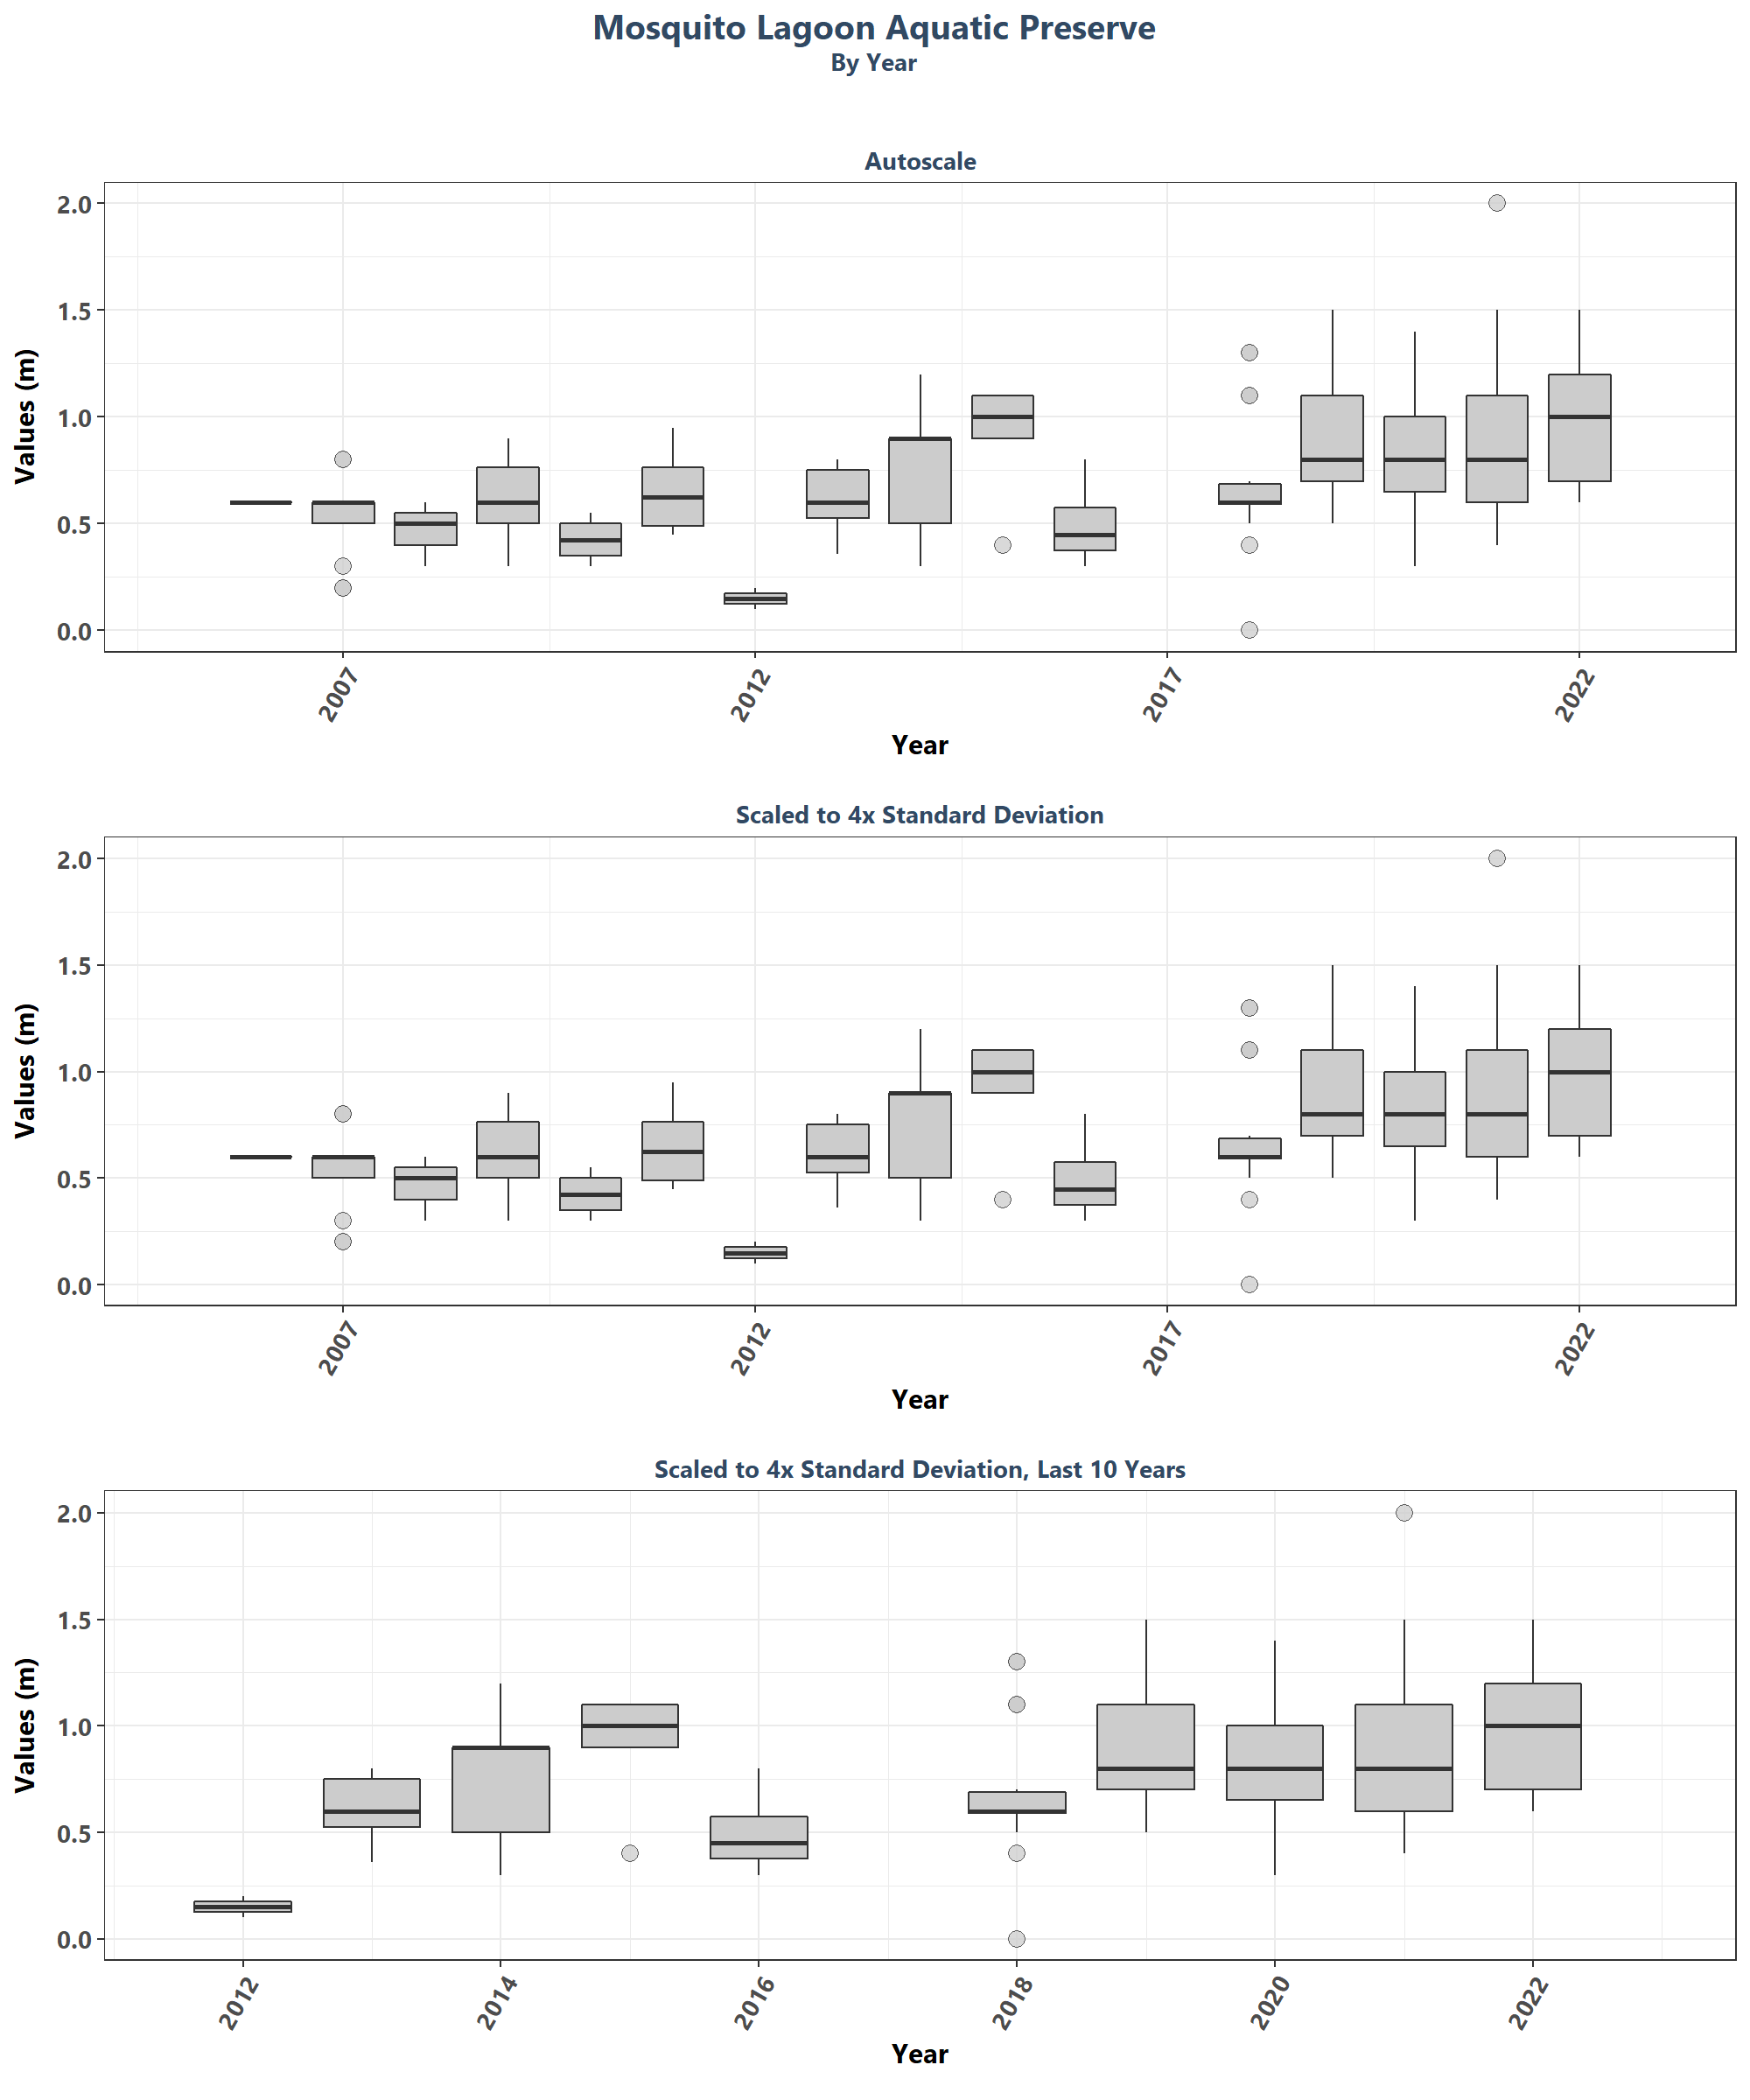 Mosquito Lagoon Aquatic Preserve
By Year
Autoscale
Values (m)
2.0
1.5
1.0
0.5
0.0
2007 2012 2017 2022
Year
Scaled to 4x Standard Deviation
Values (m)
2.0
1.5
1.0
0.5
0.0
2007 2012 2017 2022
Year
Scaled to 4x Standard Deviation, Last 10 Years
Values (m)
2.0
1.5
1.0
0.5
0.0
2012 2014 2016 2018 2020 2022
Year